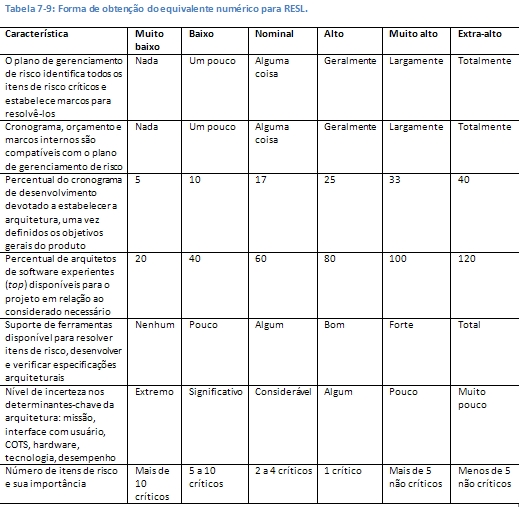 Tabela 7-9: Forma de obtenção do equivalente numérico para RESL.
Característica Muito baixo Baixo Nominal Alto Muito alto Extra-alto
O plano de gerenciamento
de risco identifica todos os
itens de risco críticos e
estabelece marcos para
resolvê-los
Nada
Um pouco
Alguma
coisa
Geralmente
Largamente
Totalmente
Cronograma, orçamento e
marcos internos são
compatíveis com o plano
de gerenciamento de risco
Nada
Um pouco
Alguma
coisa
Geralmente
Largamente
Totalmente
Percentual do cronograma
de desenvolvimento
devotado a estabelecer a
arquitetura, uma vez
definidos os objetivos
gerais do produto
5
10
17
25
33
40
Percentual de arquitetos
de software experientes
(top) disponíveis para o
projeto em relação ao
considerado necessário
20
40
60
80
100
120
Suporte de ferramentas
disponível para resolver
itens de risco, desenvolver
e verificar especificações
arquiteturais
Nenhum
Pouco
Algum
Bom
Forte
Total
Nível de incerteza nos
determinantes-chave da
arquitetura: missão,
interface com usuário,
COTS, hardware,
tecnologia, desempenho
Extremo
Significativo
Considerável
Algum
Pouco
Muito
pouco
Número de itens de risco
e sua importância
Mais de
10
críticos
5 a 10
críticos
2 a 4 críticos
1 crítico
Mais de 5
não críticos
Menos de 5
não críticos